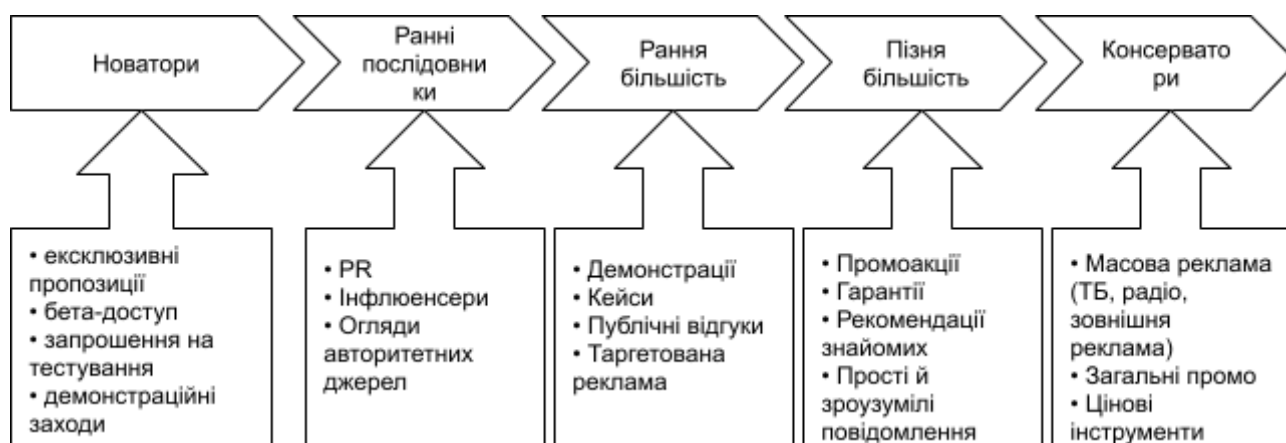 Новатори
Ранні
послідовни
ки
Рання
більшість
Пізня
більшість
Консервато
ри
• ексклюзивні
пропозиції
• бета-доступ
• запрошення на
тестування
• демонстраційні
заходи
• PR
• Інфлюенсери
• Огляди
авторитетних
джерел
• Демонстрації
• Кейси
• Публічні відгуки
• Таргетована
реклама
• Промоакції
• Гарантії
• Рекомендації
знайомих
• Прості й
зроузумілі
повідомлення
• Масова реклама
(ТБ, радіо,
зовнішня
реклама)
• Загальні промо
• Цінові
інструменти